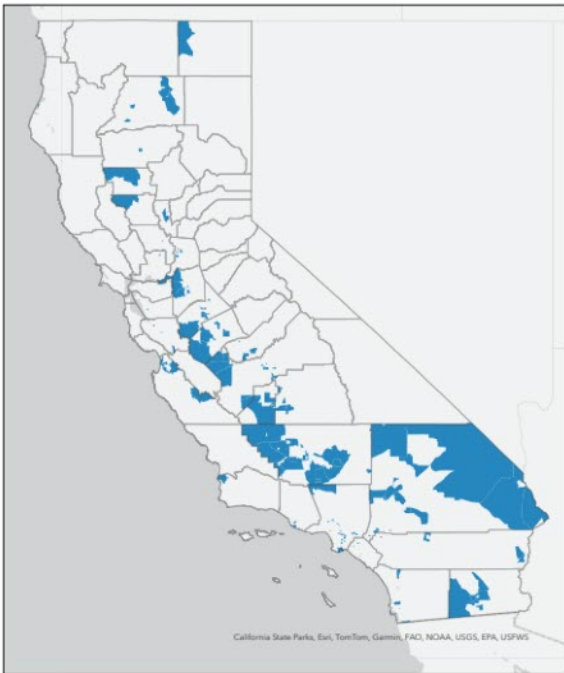 California State Parks, Esri, TomTom, Garmin, FAO, NOAA, USGS, EPA, USFWS